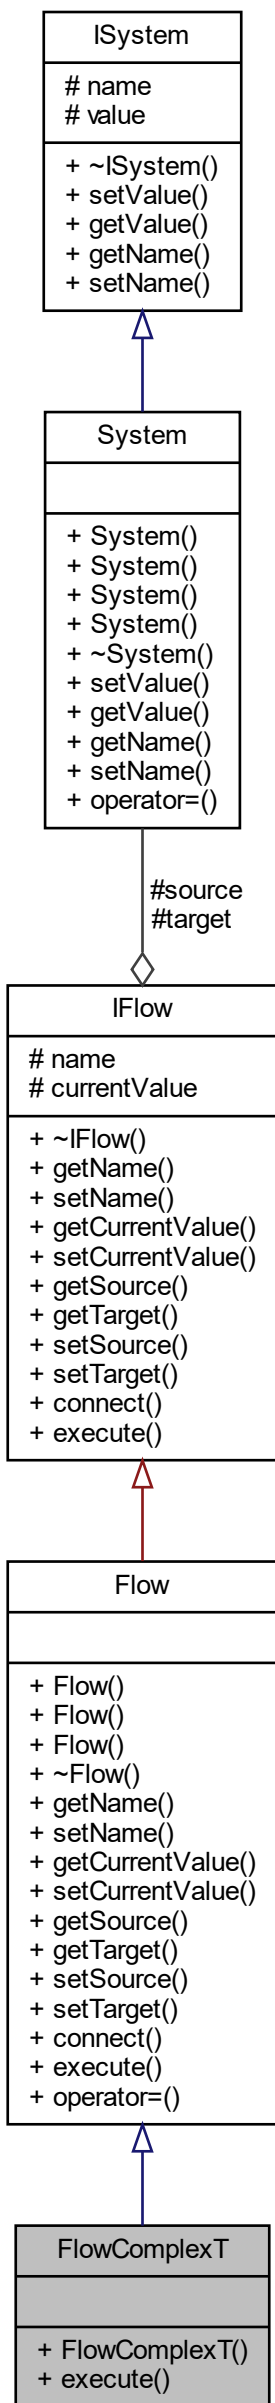 ISystem
# name
# value
+ ~ISystem()
+ setValue()
+ getValue()
+ getName()
+ setName()
System
+ System()
+ System()
+ System()
+ System()
+ ~System()
+ setValue()
+ getValue()
+ getName()
+ setName()
+ operator=()
#source
#target
IFlow
# name
# currentValue
+ ~IFlow()
+ getName()
+ setName()
+ getCurrentValue()
+ setCurrentValue()
+ getSource()
+ getTarget()
+ setSource()
+ setTarget()
+ connect()
+ execute()
Flow
+ Flow()
+ Flow()
+ Flow()
+ ~Flow()
+ getName()
+ setName()
+ getCurrentValue()
+ setCurrentValue()
+ getSource()
+ getTarget()
+ setSource()
+ setTarget()
+ connect()
+ execute()
+ operator=()
FlowComplexT
+ FlowComplexT()
+ execute()